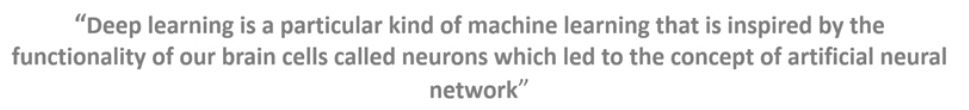 “Deep learning is a particular kind of machine learning that is inspired by the
functionality of our brain cells called neurons which led to the concept of artificial neural
network”